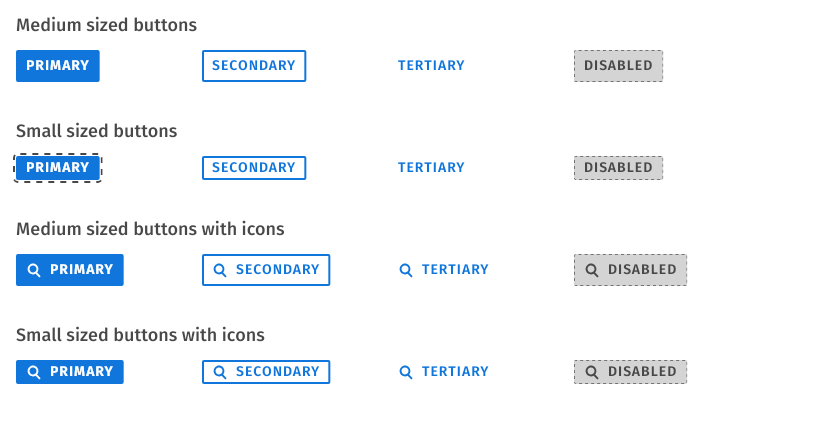 Medium sized buttons
PRIMARY SECONDARY TERTIARY DISABLED
Small sized buttons
PRIMARY SECONDARY TERTIARY DISABLED
Medium sized buttons with icons
PRIMARY SECONDARY TERTIARY DISABLED
Small sized buttons with icons
PRIMARY SECONDARY TERTIARY DISABLED